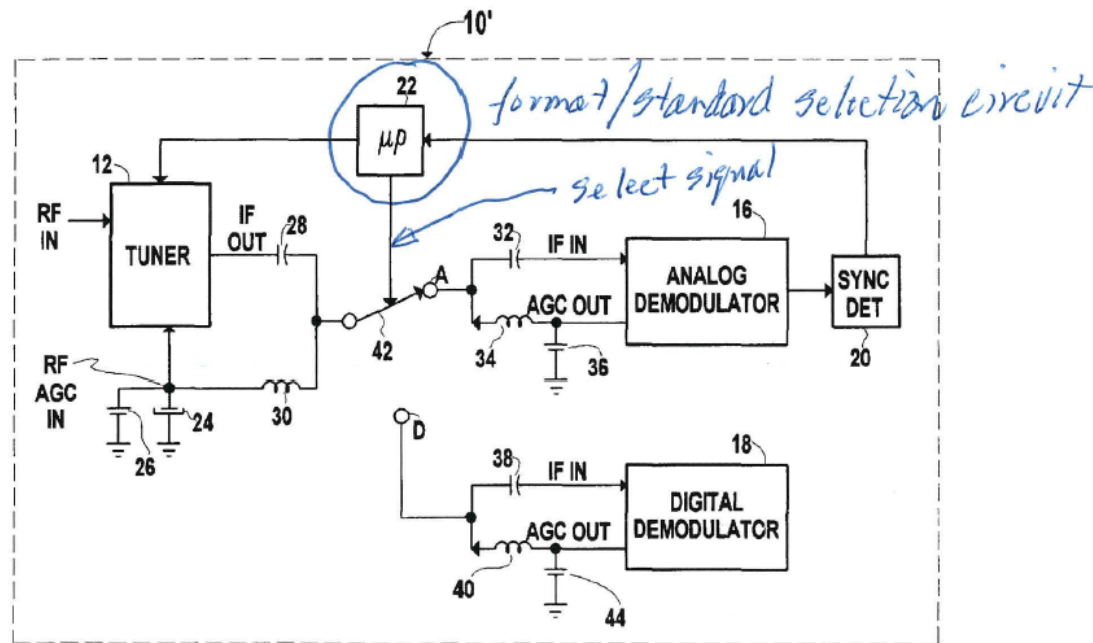 10'
22
format/standard selection circuit
μp
select signal
12
RF IN
TUNER
IF OUT
28
A
42
32
IF IN
16
ANALOG DEMODULATOR
AGC OUT
34
36
SYNC DET
20
RF AGC IN
30
24
26
D
38
IF IN
18
DIGITAL DEMODULATOR
AGC OUT
40
44